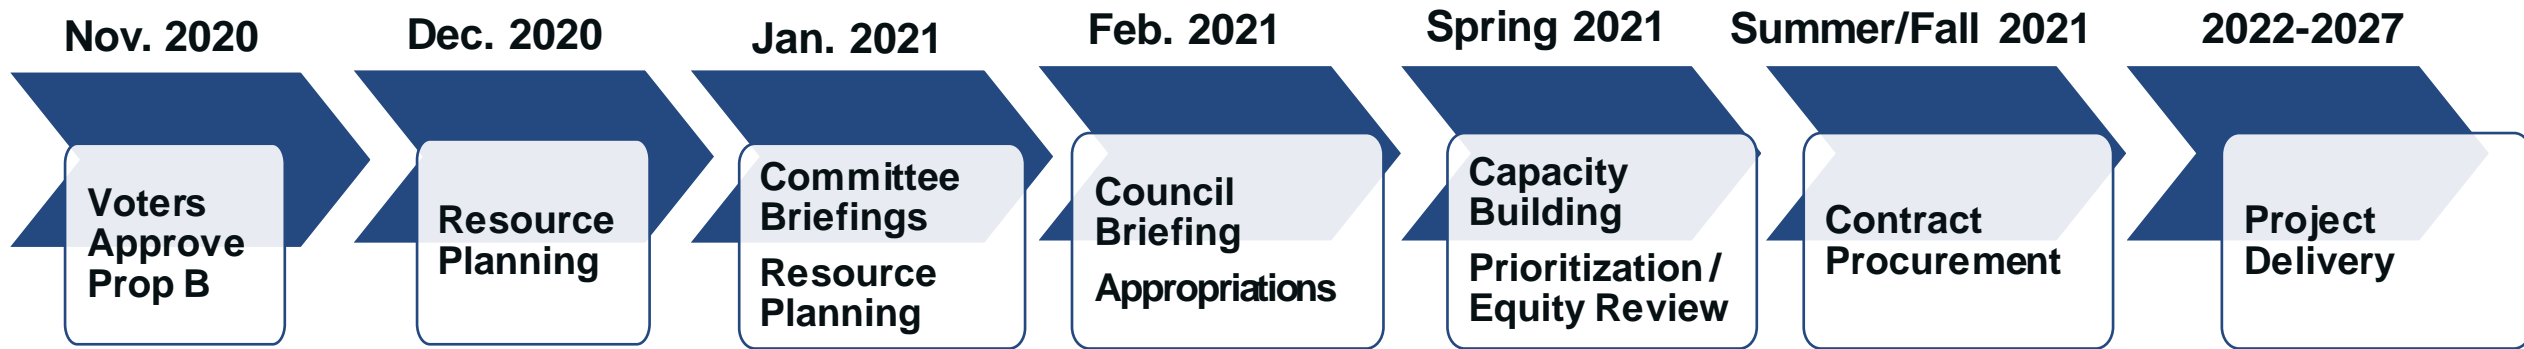 Nov. 2020
Voters
Approve
Prop B
Dec. 2020
Resource
Planning
Jan. 2021
Committee
Briefings
Resource
Planning
Feb. 2021
Council
Briefing
Appropriations
Spring 2021
Capacity
Building
Prioritization /
Equity Review
Summer/Fall 2021
Contract
Procurement
2022-2027
Project
Delivery